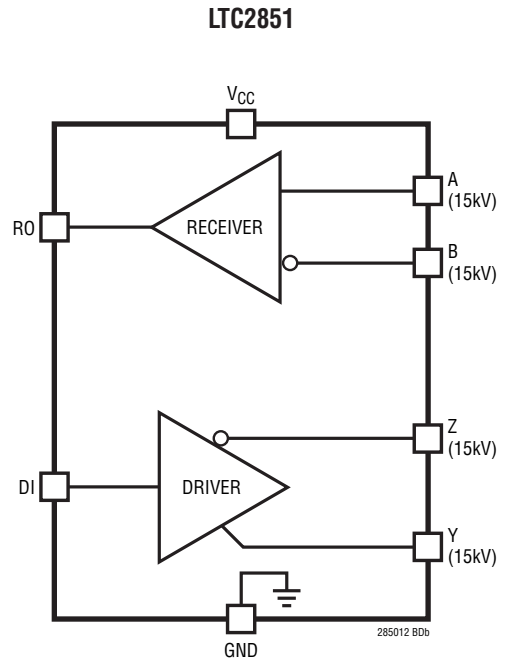 LTC2851
VCC
A
(15kV)
RO
RECEIVER
B
(15kV)
Z
(15kV)
DI
DRIVER
Y
(15kV)
285012 BDb
GND